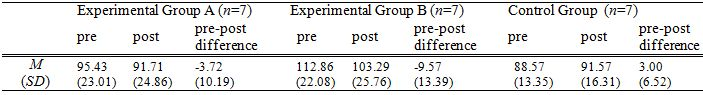 Experimental Group A (n=7) Experimental Group B (n=7) Control Group (n=7)
pre post pre-post difference pre post pre-post difference pre post pre-post difference
M 95.43 91.71 -3.72 112.86 103.29 -9.57 88.57 91.57 3.00
(SD) (23.01) (24.86) (10.19) (22.08) (25.76) (13.39) (13.35) (16.31) (6.52)